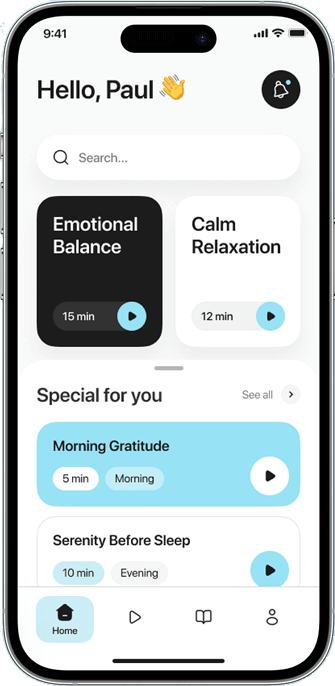 9:41
Hello, Paul 👋
Search...
Emotional
Balance
15 min
Calm
Relaxation
12 min
Special for you
See all
Morning Gratitude
5 min
Morning
Serenity Before Sleep
10 min
Evening
Home